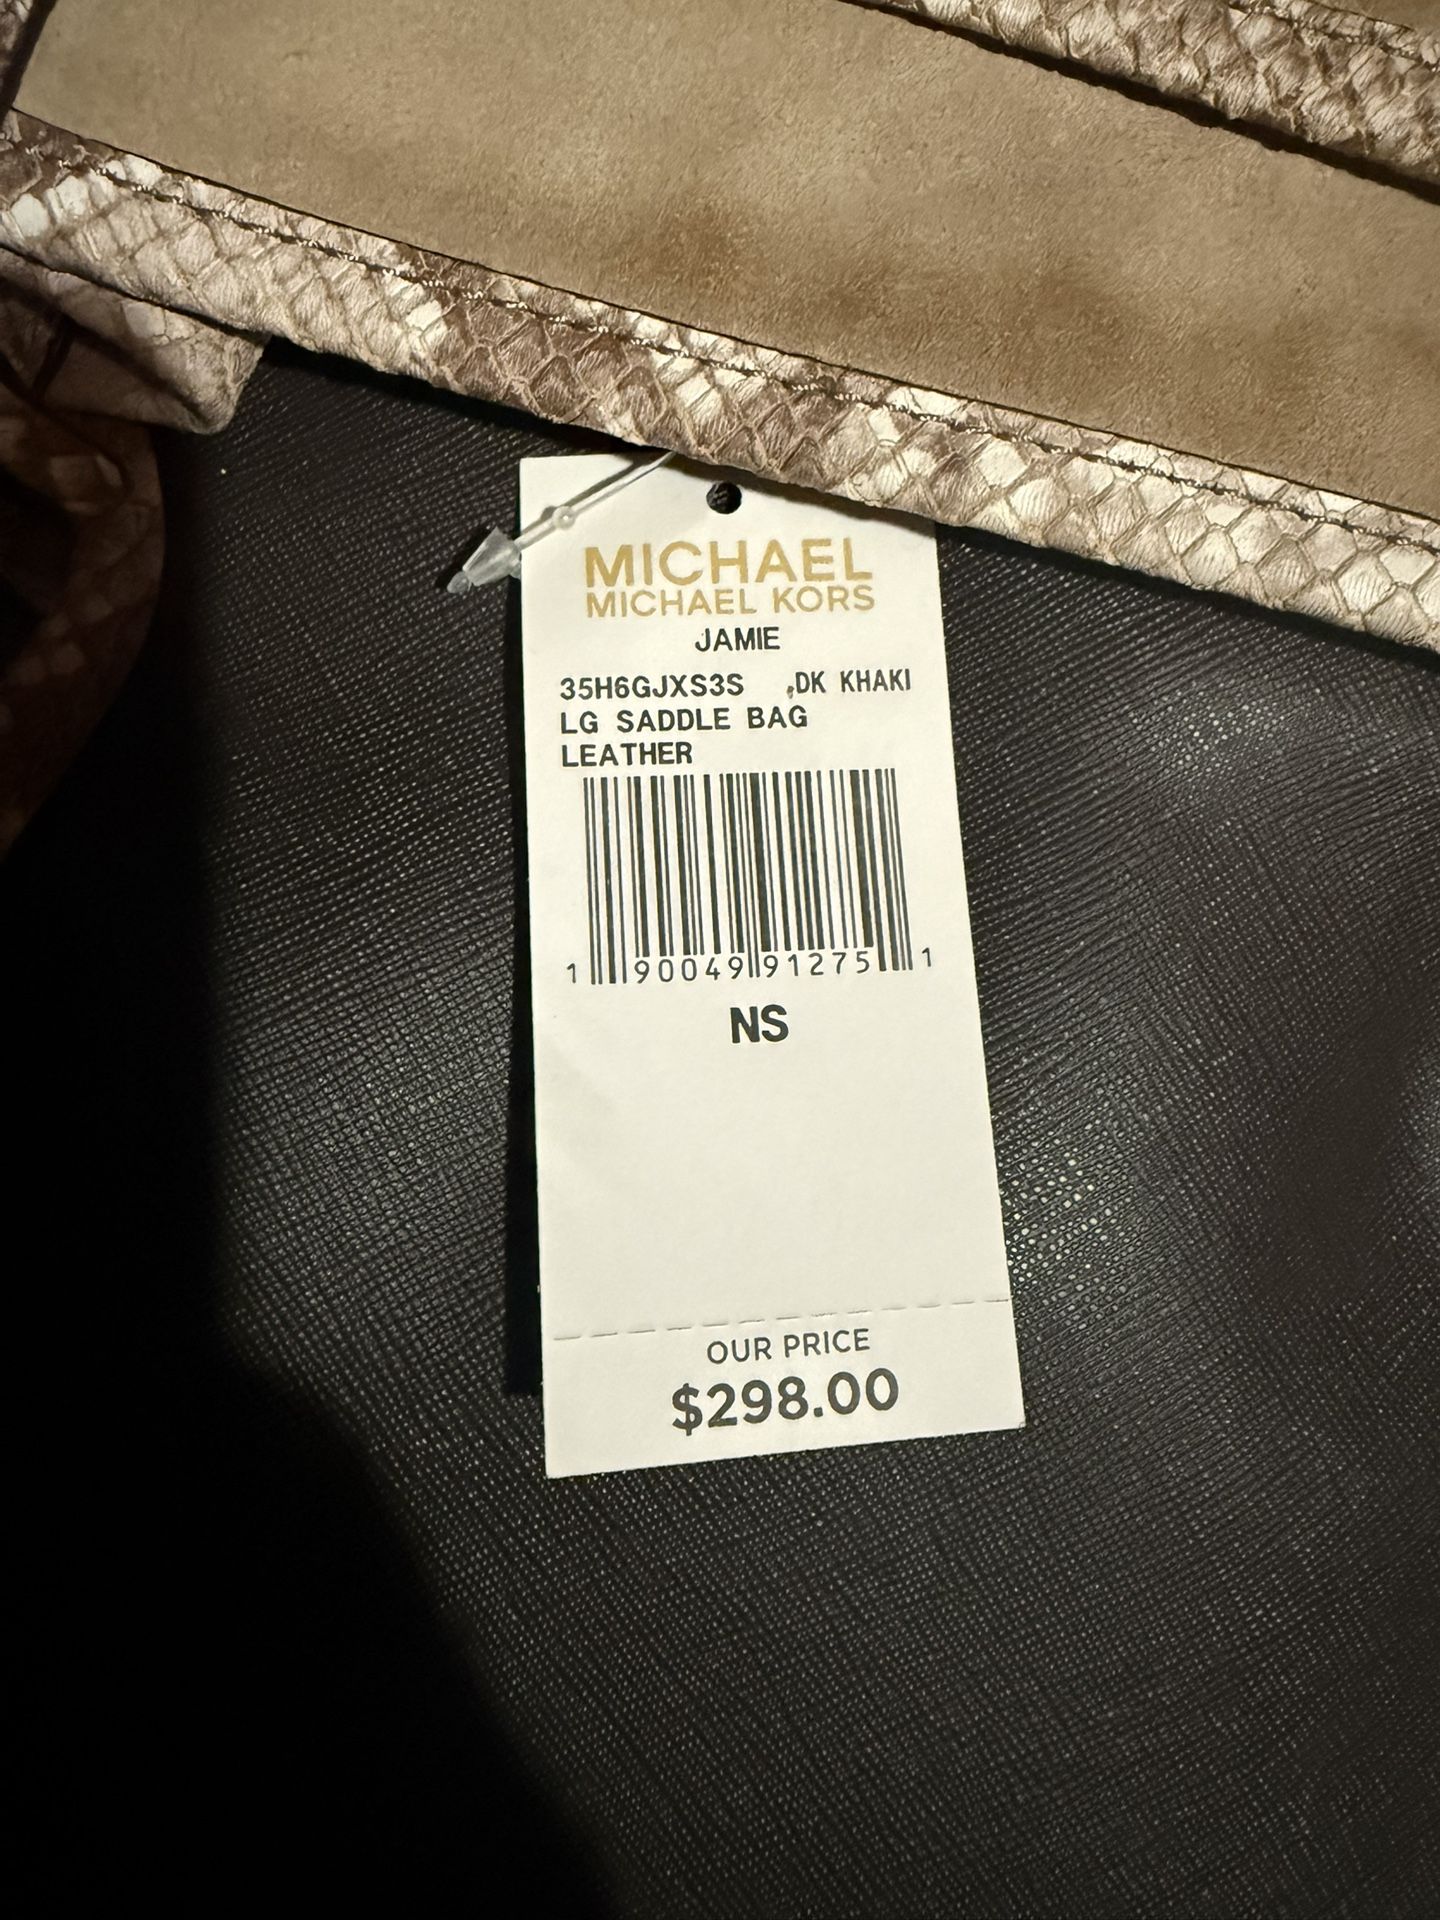 MICHAEL
MICHAEL KORS
JAMIE
35H6GJXS3S DK KHAKI
LG SADDLE BAG
LEATHER
1 90049 91275 1
NS
OUR PRICE
$298.00